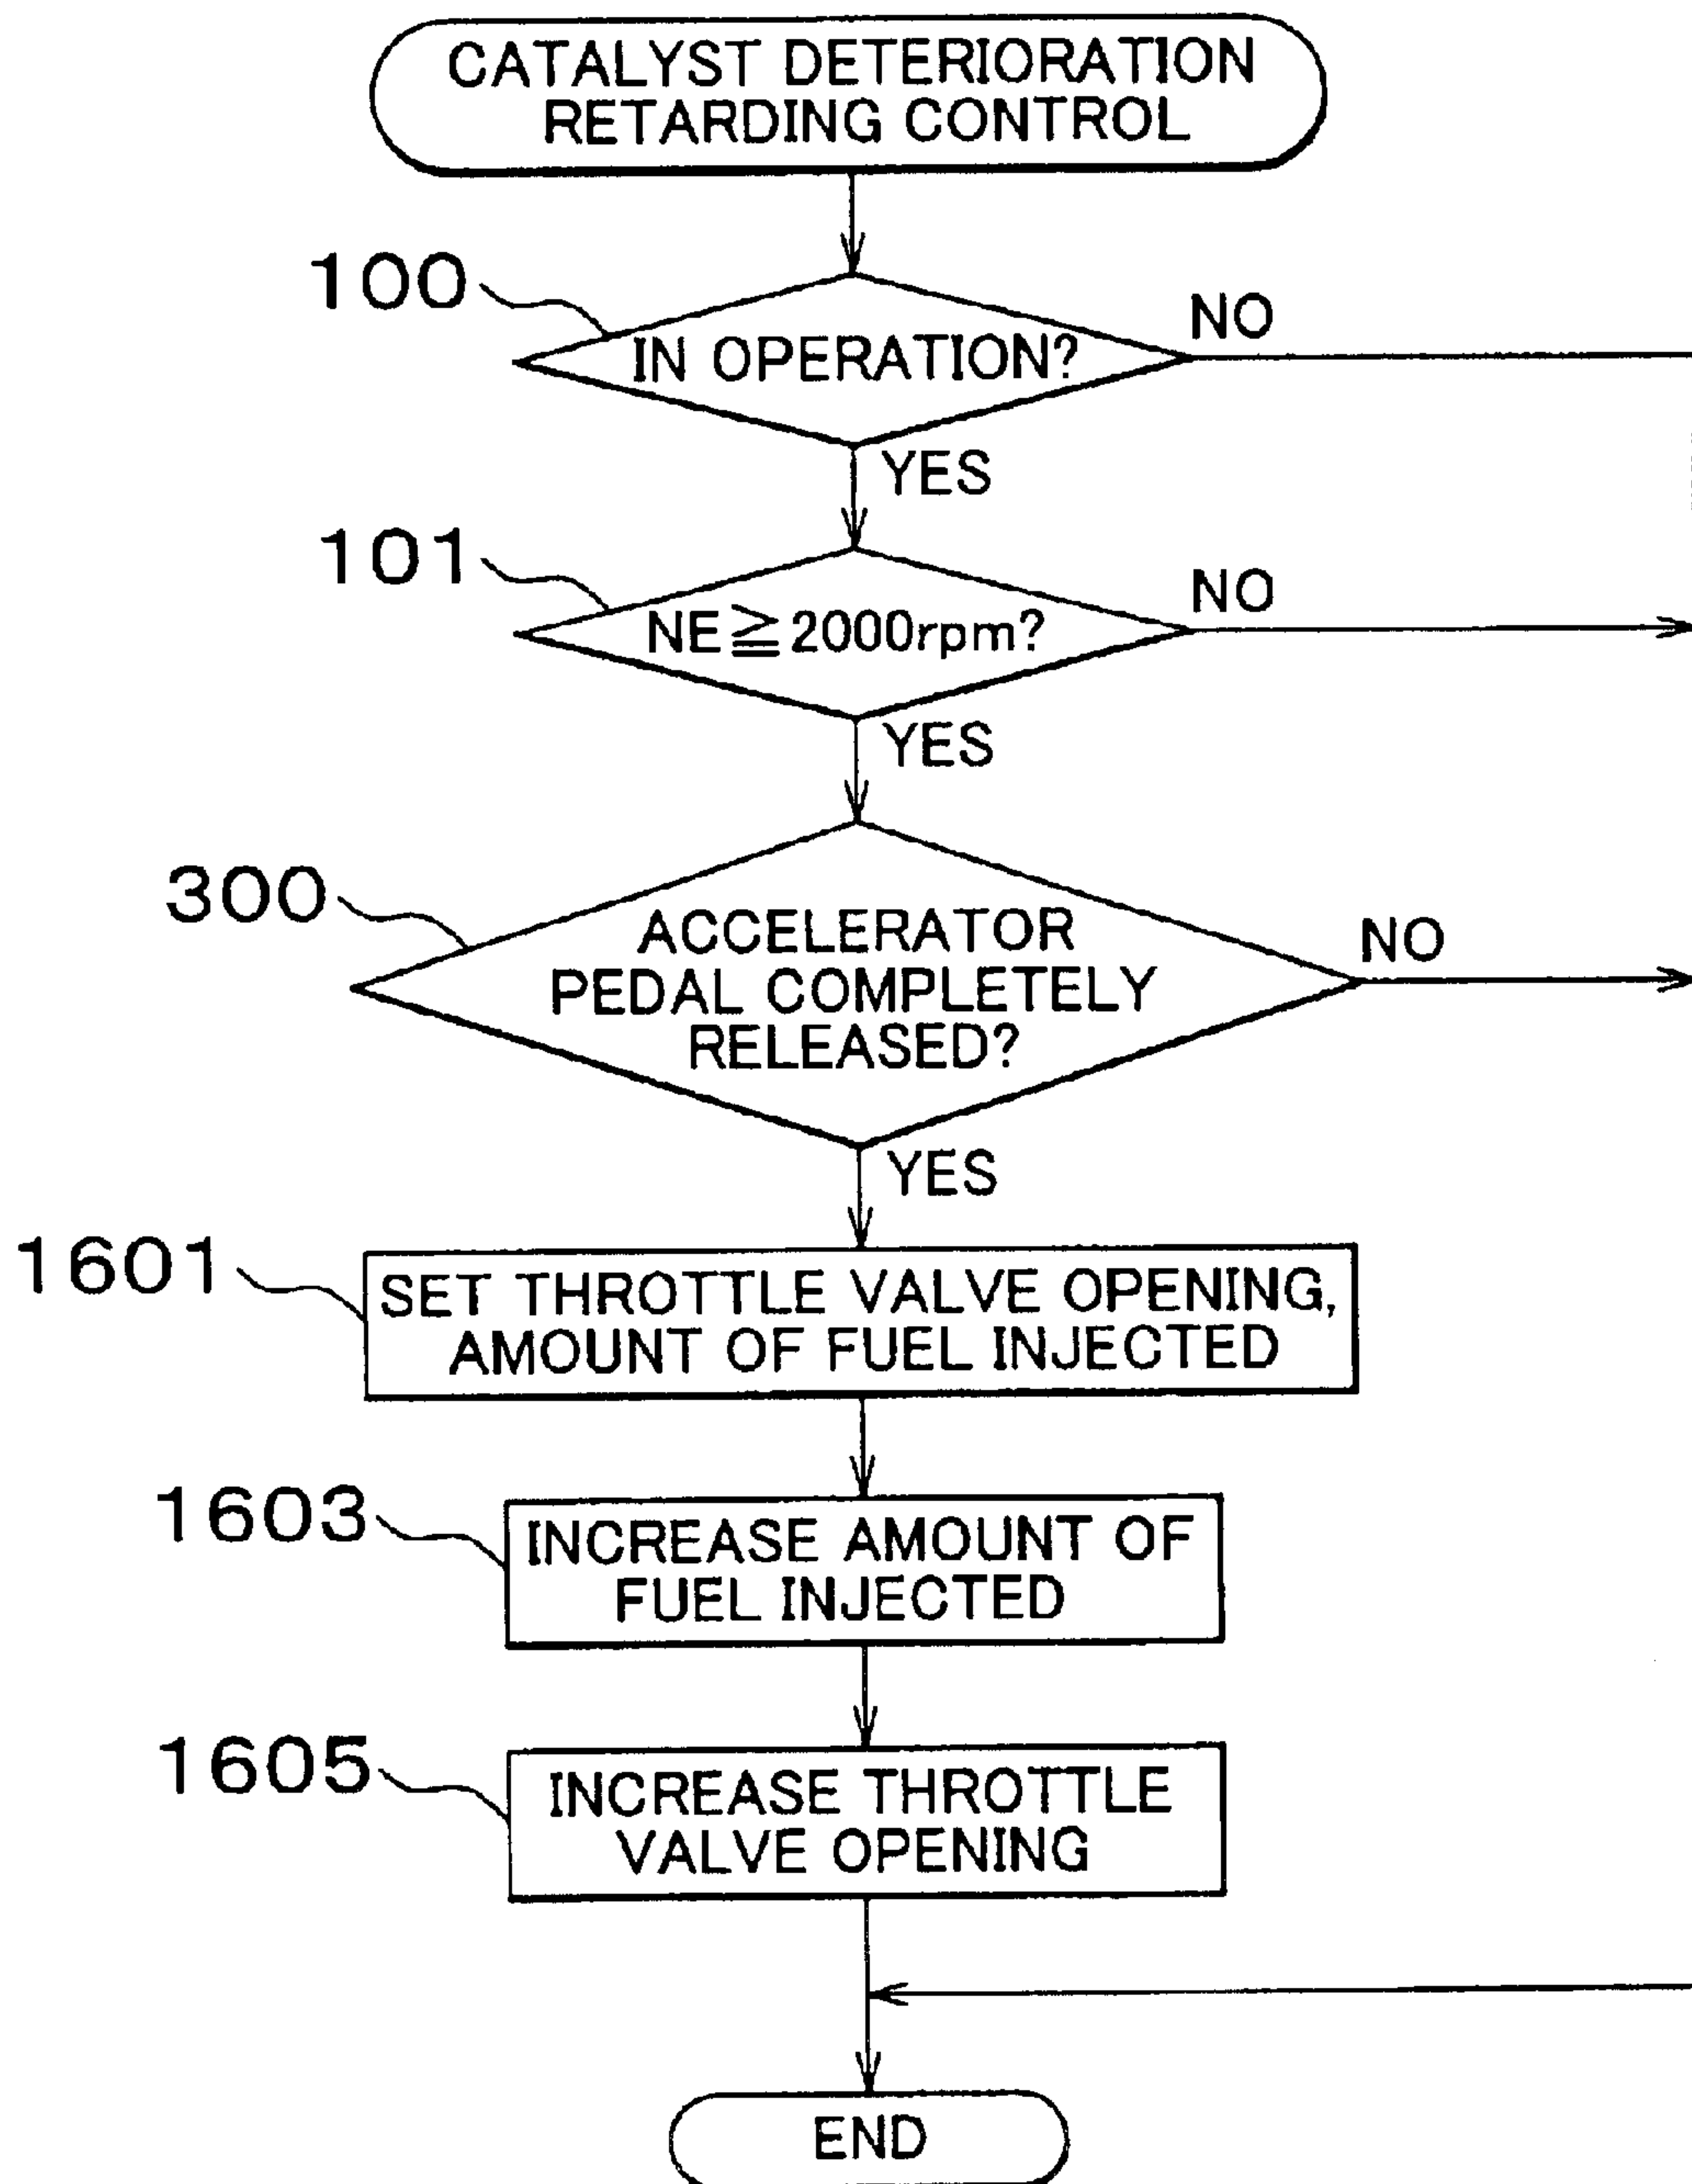 CATALYST DETERIORATION
RETARDING CONTROL
100
IN OPERATION?
NO
YES
101
NE≧2000rpm?
NO
YES
300
ACCELERATOR
PEDAL COMPLETELY
RELEASED?
NO
YES
1601
SET THROTTLE VALVE OPENING,
AMOUNT OF FUEL INJECTED
1603
INCREASE AMOUNT OF
FUEL INJECTED
1605
INCREASE THROTTLE
VALVE OPENING
END